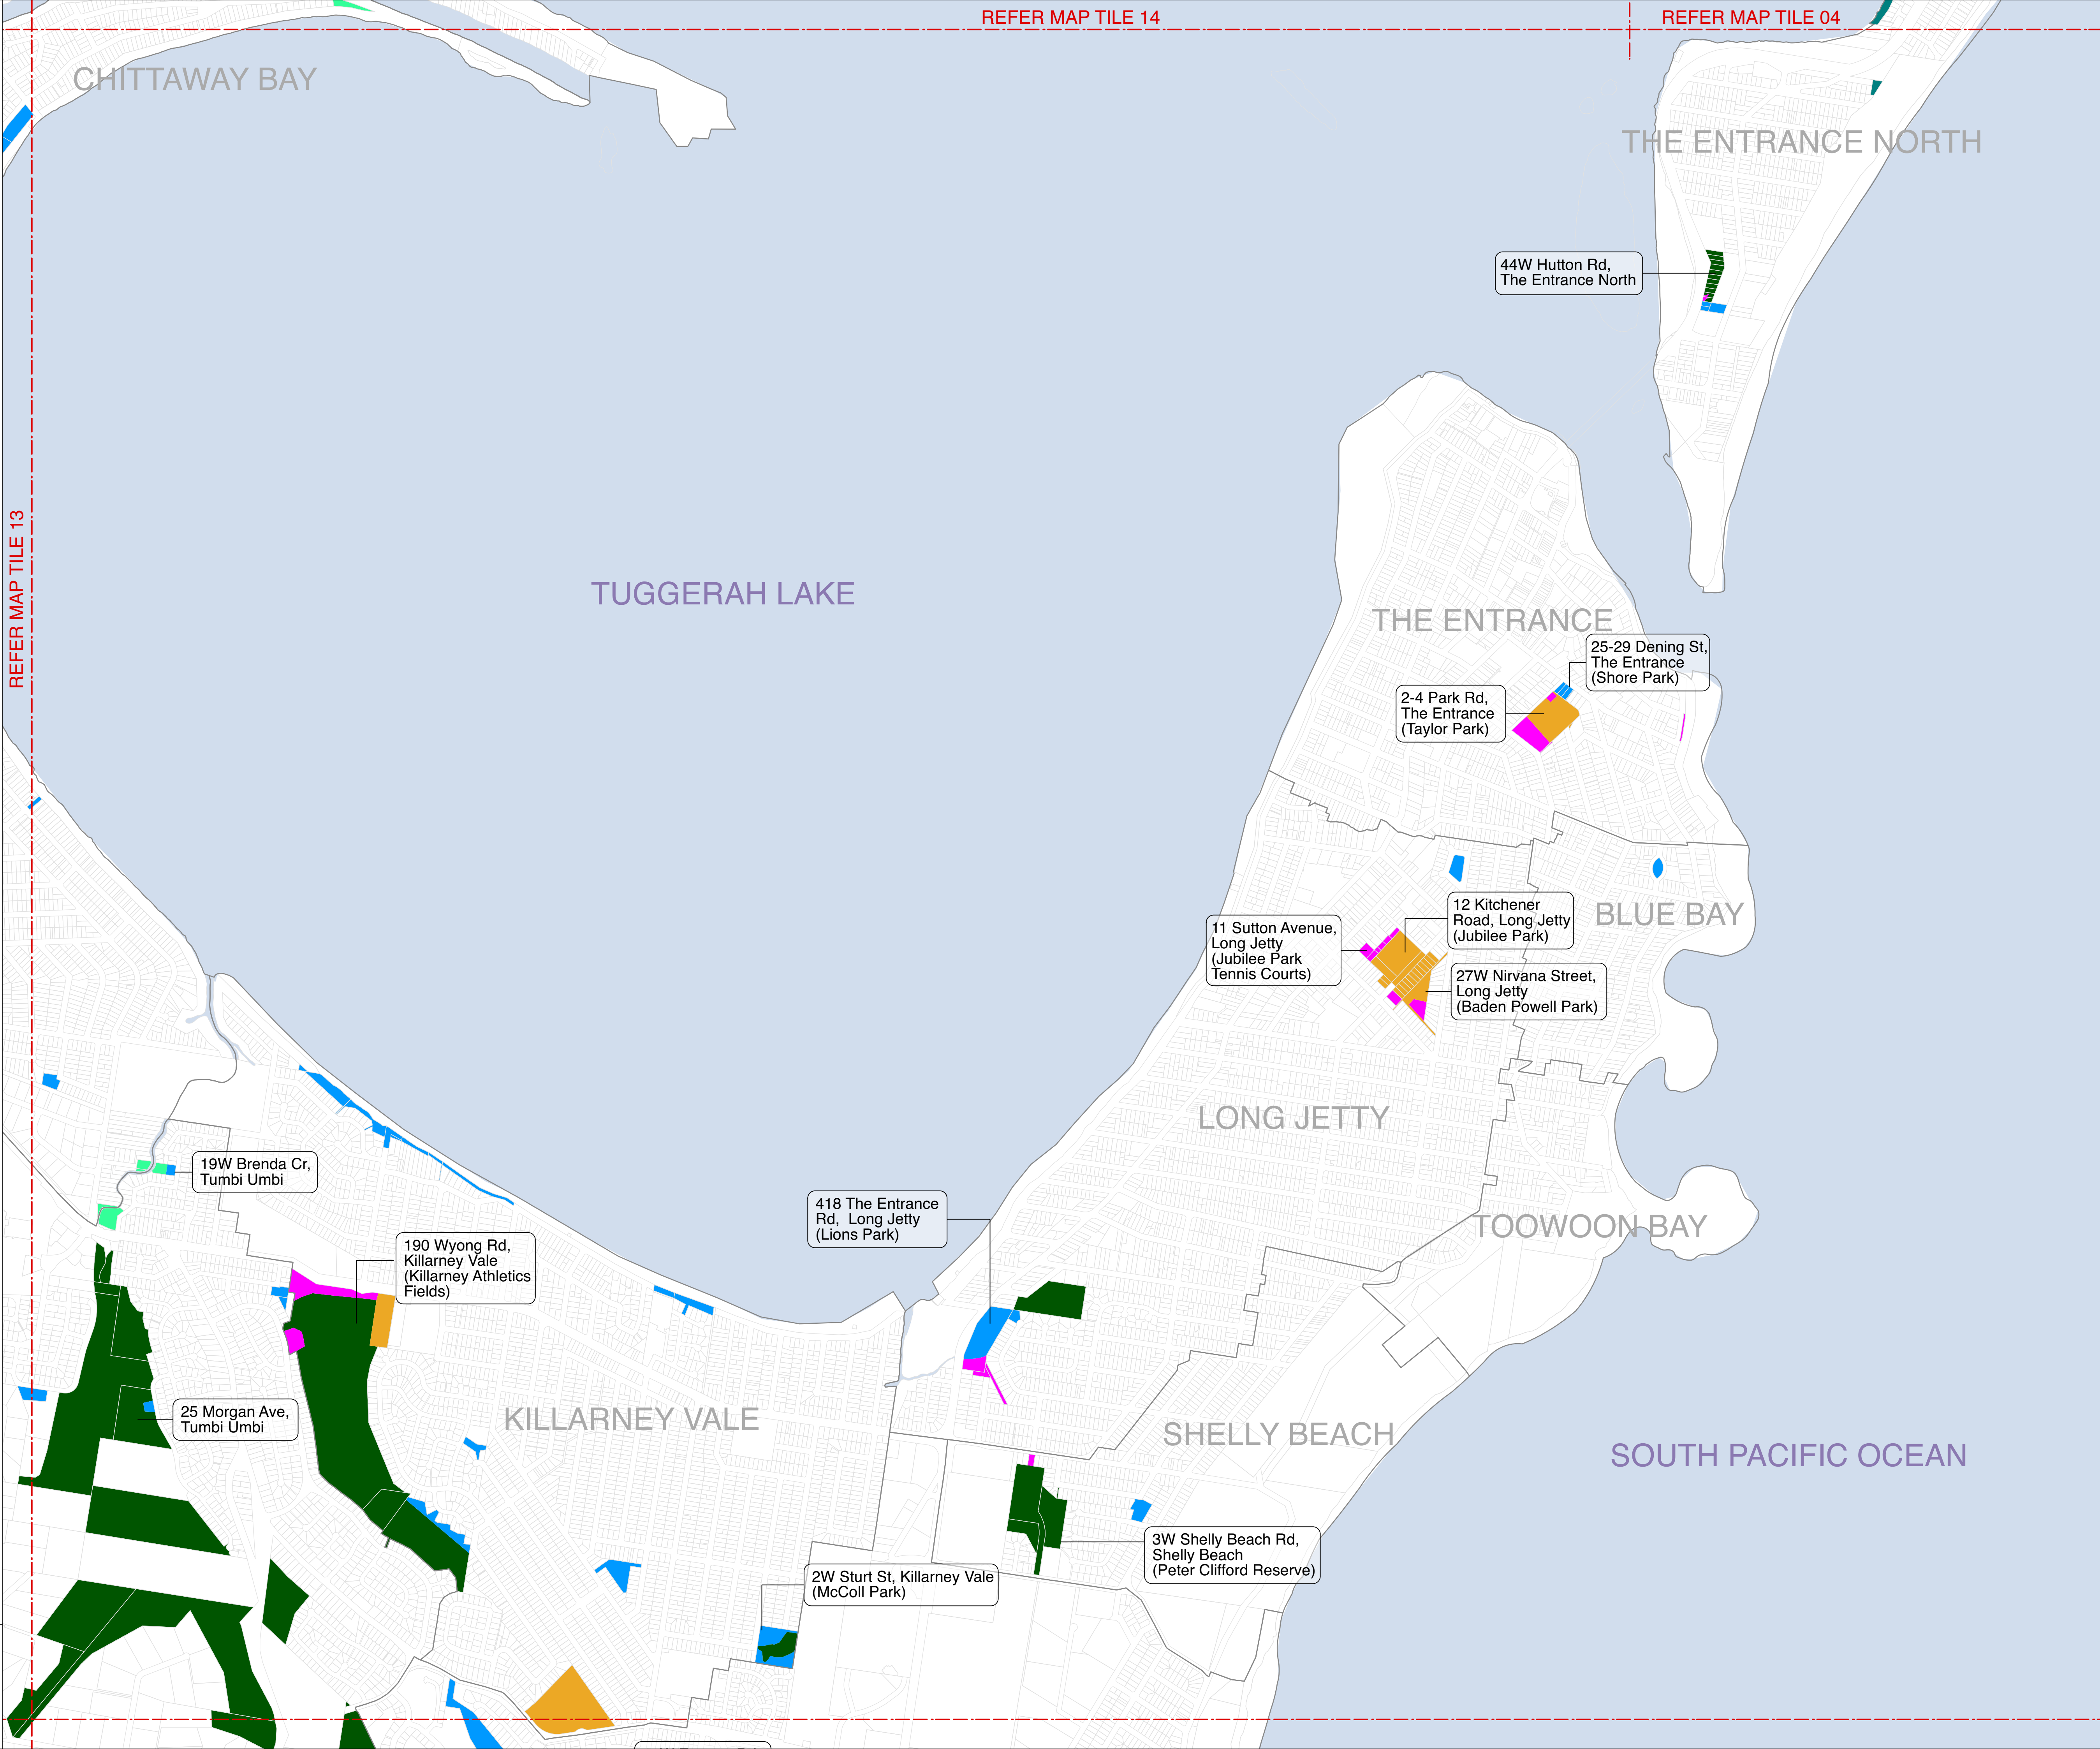 REFER MAP TILE 14
REFER MAP TILE 04
CHITTAWAY BAY
THE ENTRANCE NORTH
44W Hutton Rd,
The Entrance North
REFER MAP TILE 13
TUGGERAH LAKE
THE ENTRANCE
25-29 Dening St,
The Entrance
(Shore Park)
2-4 Park Rd,
The Entrance
(Taylor Park)
12 Kitchener
Road, Long Jetty
(Jubilee Park)
BLUE BAY
11 Sutton Avenue,
Long Jetty
(Jubilee Park
Tennis Courts)
27W Nirvana Street,
Long Jetty
(Baden Powell Park)
LONG JETTY
19W Brenda Cr,
Tumbi Umbi
418 The Entrance
Rd, Long Jetty
(Lions Park)
TOOWOON BAY
190 Wyong Rd,
Killarney Vale
(Killarney Athletics
Fields)
25 Morgan Ave,
Tumbi Umbi
KILLARNEY VALE
SHELLY BEACH
SOUTH PACIFIC OCEAN
3W Shelly Beach Rd,
Shelly Beach
(Peter Clifford Reserve)
2W Sturt St, Killarney Vale
(McColl Park)